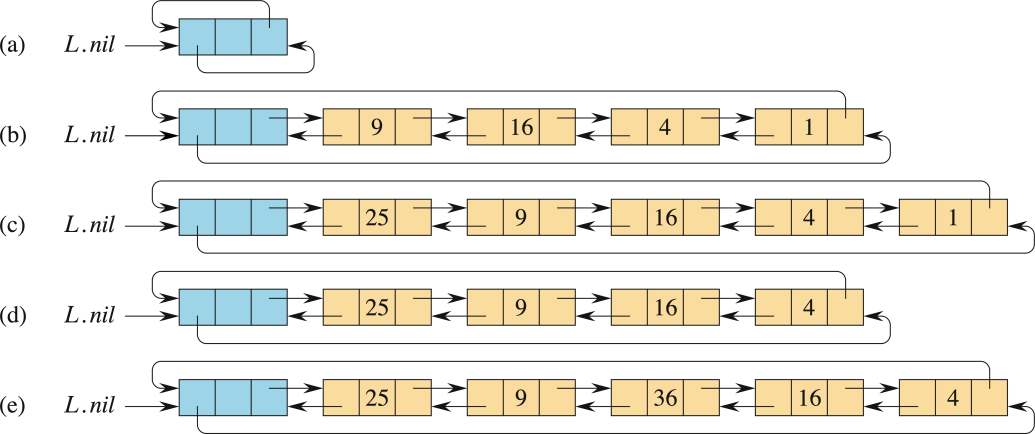 (a) L.nil
(b) L.nil 9 16 4 1
(c) L.nil 25 9 16 4 1
(d) L.nil 25 9 16 4
(e) L.nil 25 9 36 16 4